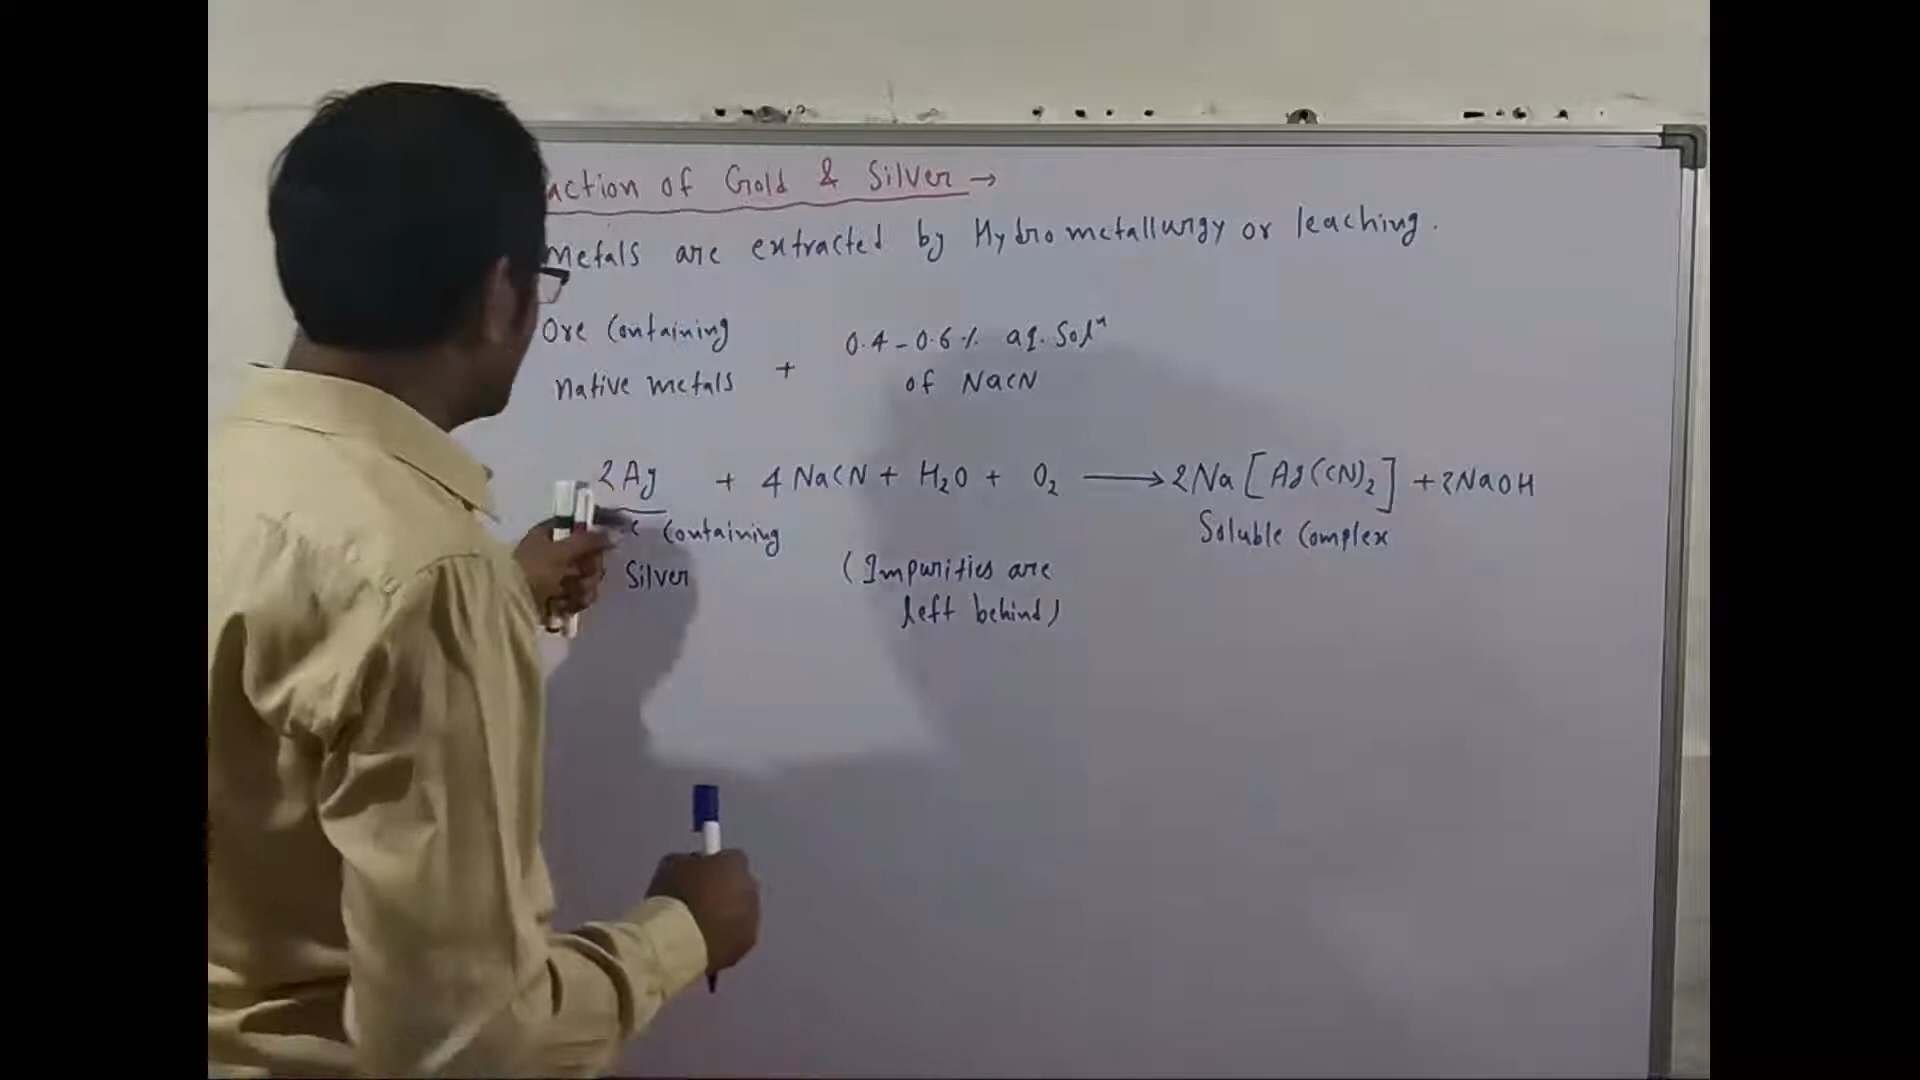 action of Gold & Silver →
metals are extracted by Hydrometallurgy or leaching.
Ore Containing
native metals + 0.4-0.6% aq. Solⁿ
of NaCN
2Ag + 4 NaCN + H₂O + O₂ ⟶ 2Na [Ag(CN)₂] + 2NaOH
Containing
Silver
Soluble Complex
(Impurities are
left behind)